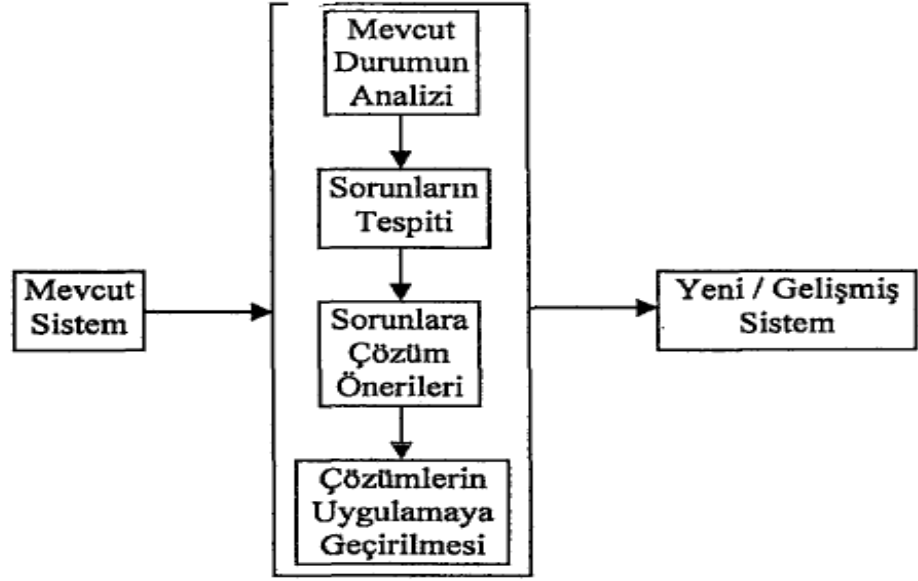 Mevcut
Durumun
Analizi
Sorunların
Tespiti
Mevcut
Sistem
Sorunlara
Çözüm
Önerileri
Yeni / Gelişmiş
Sistem
Çözümlerin
Uygulamaya
Geçirilmesi